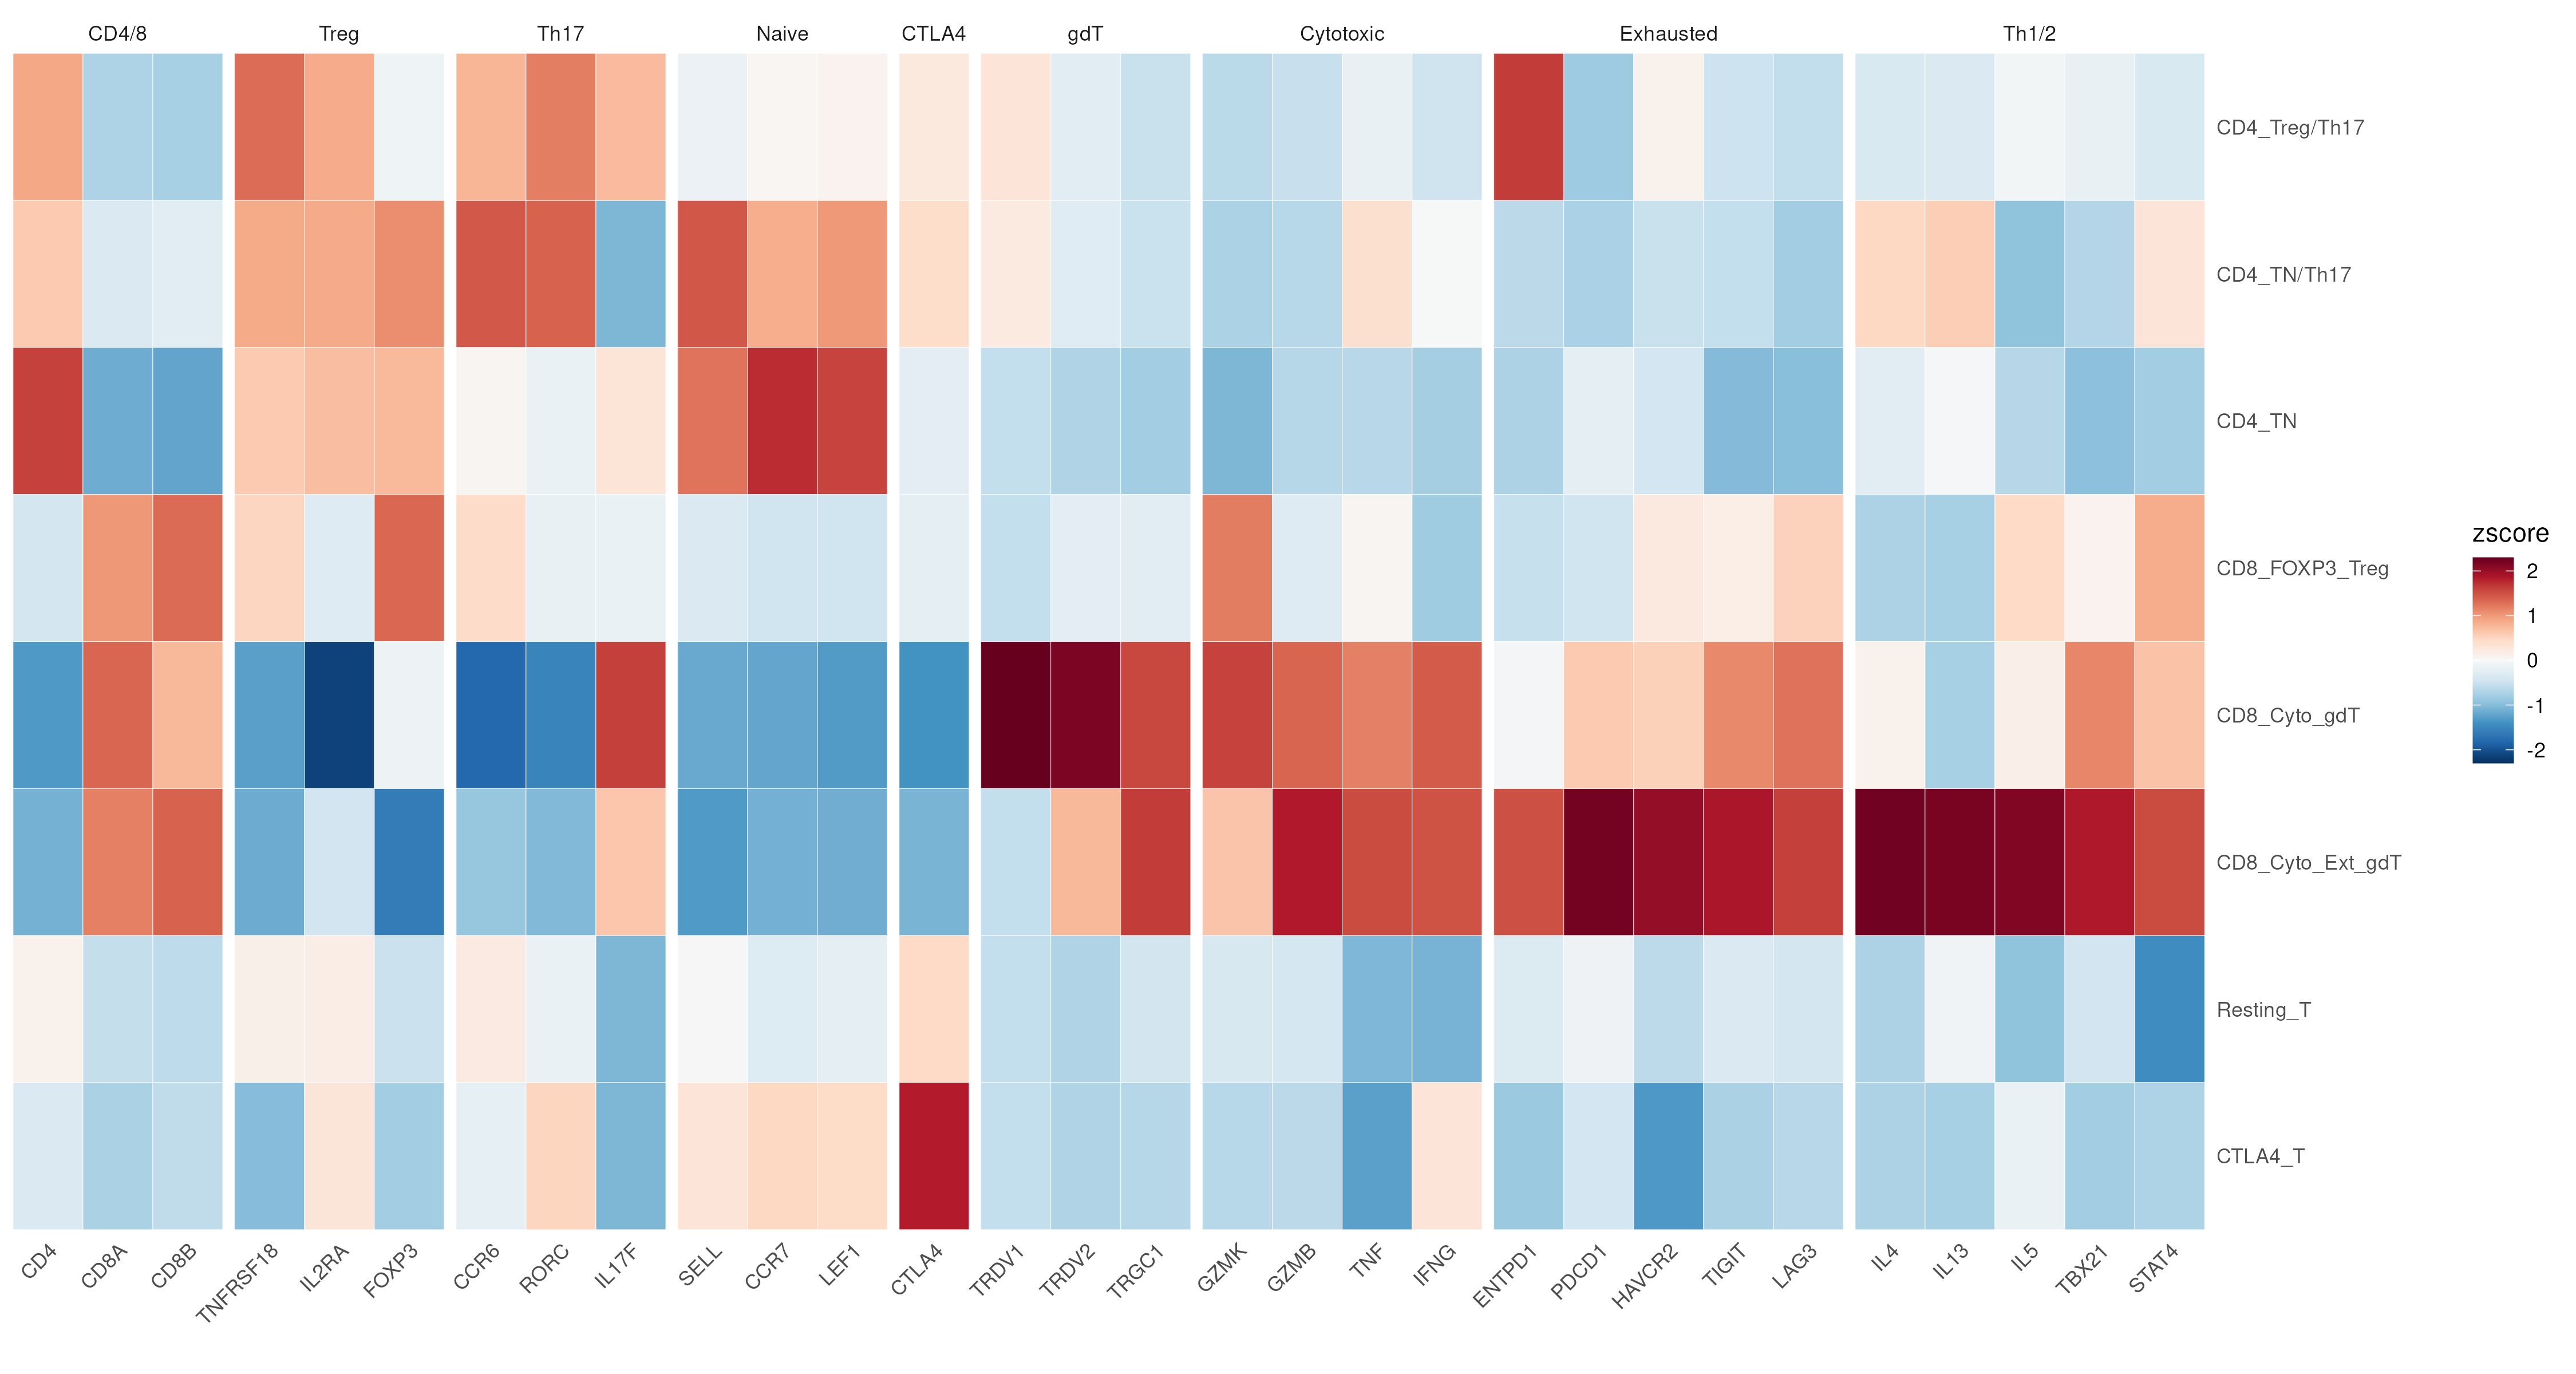 CD4/8 Treg Th17 Naive CTLA4 gdT Cytotoxic Exhausted Th1/2
CD4_Treg/Th17
CD4_TN/Th17
CD4_TN
CD8_FOXP3_Treg
CD8_Cyto_gdT
CD8_Cyto_Ext_gdT
Resting_T
CTLA4_T
zscore
2
1
0
-1
-2
CD4 CD8A CD8B TNFRSF18 IL2RA FOXP3 CCR6 RORC IL17F SELL CCR7 LEF1 CTLA4 TRDV1 TRDV2 TRGC1 GZMK GZMB TNF IFNG ENTPD1 PDCD1 HAVCR2 TIGIT LAG3 IL4 IL13 IL5 TBX21 STAT4